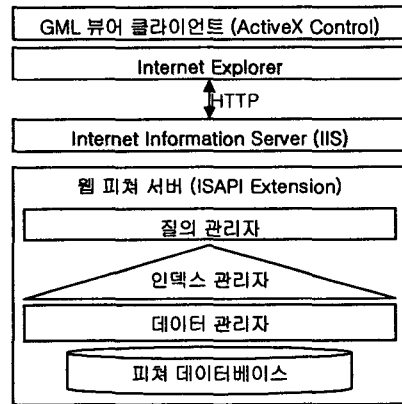 GML 뷰어 클라이언트 (ActiveX Control)
Internet Explorer
HTTP
Internet Information Server (IIS)
웹 피쳐 서버 (ISAPI Extension)
질의 관리자
인덱스 관리자
데이터 관리자
피쳐 데이터베이스